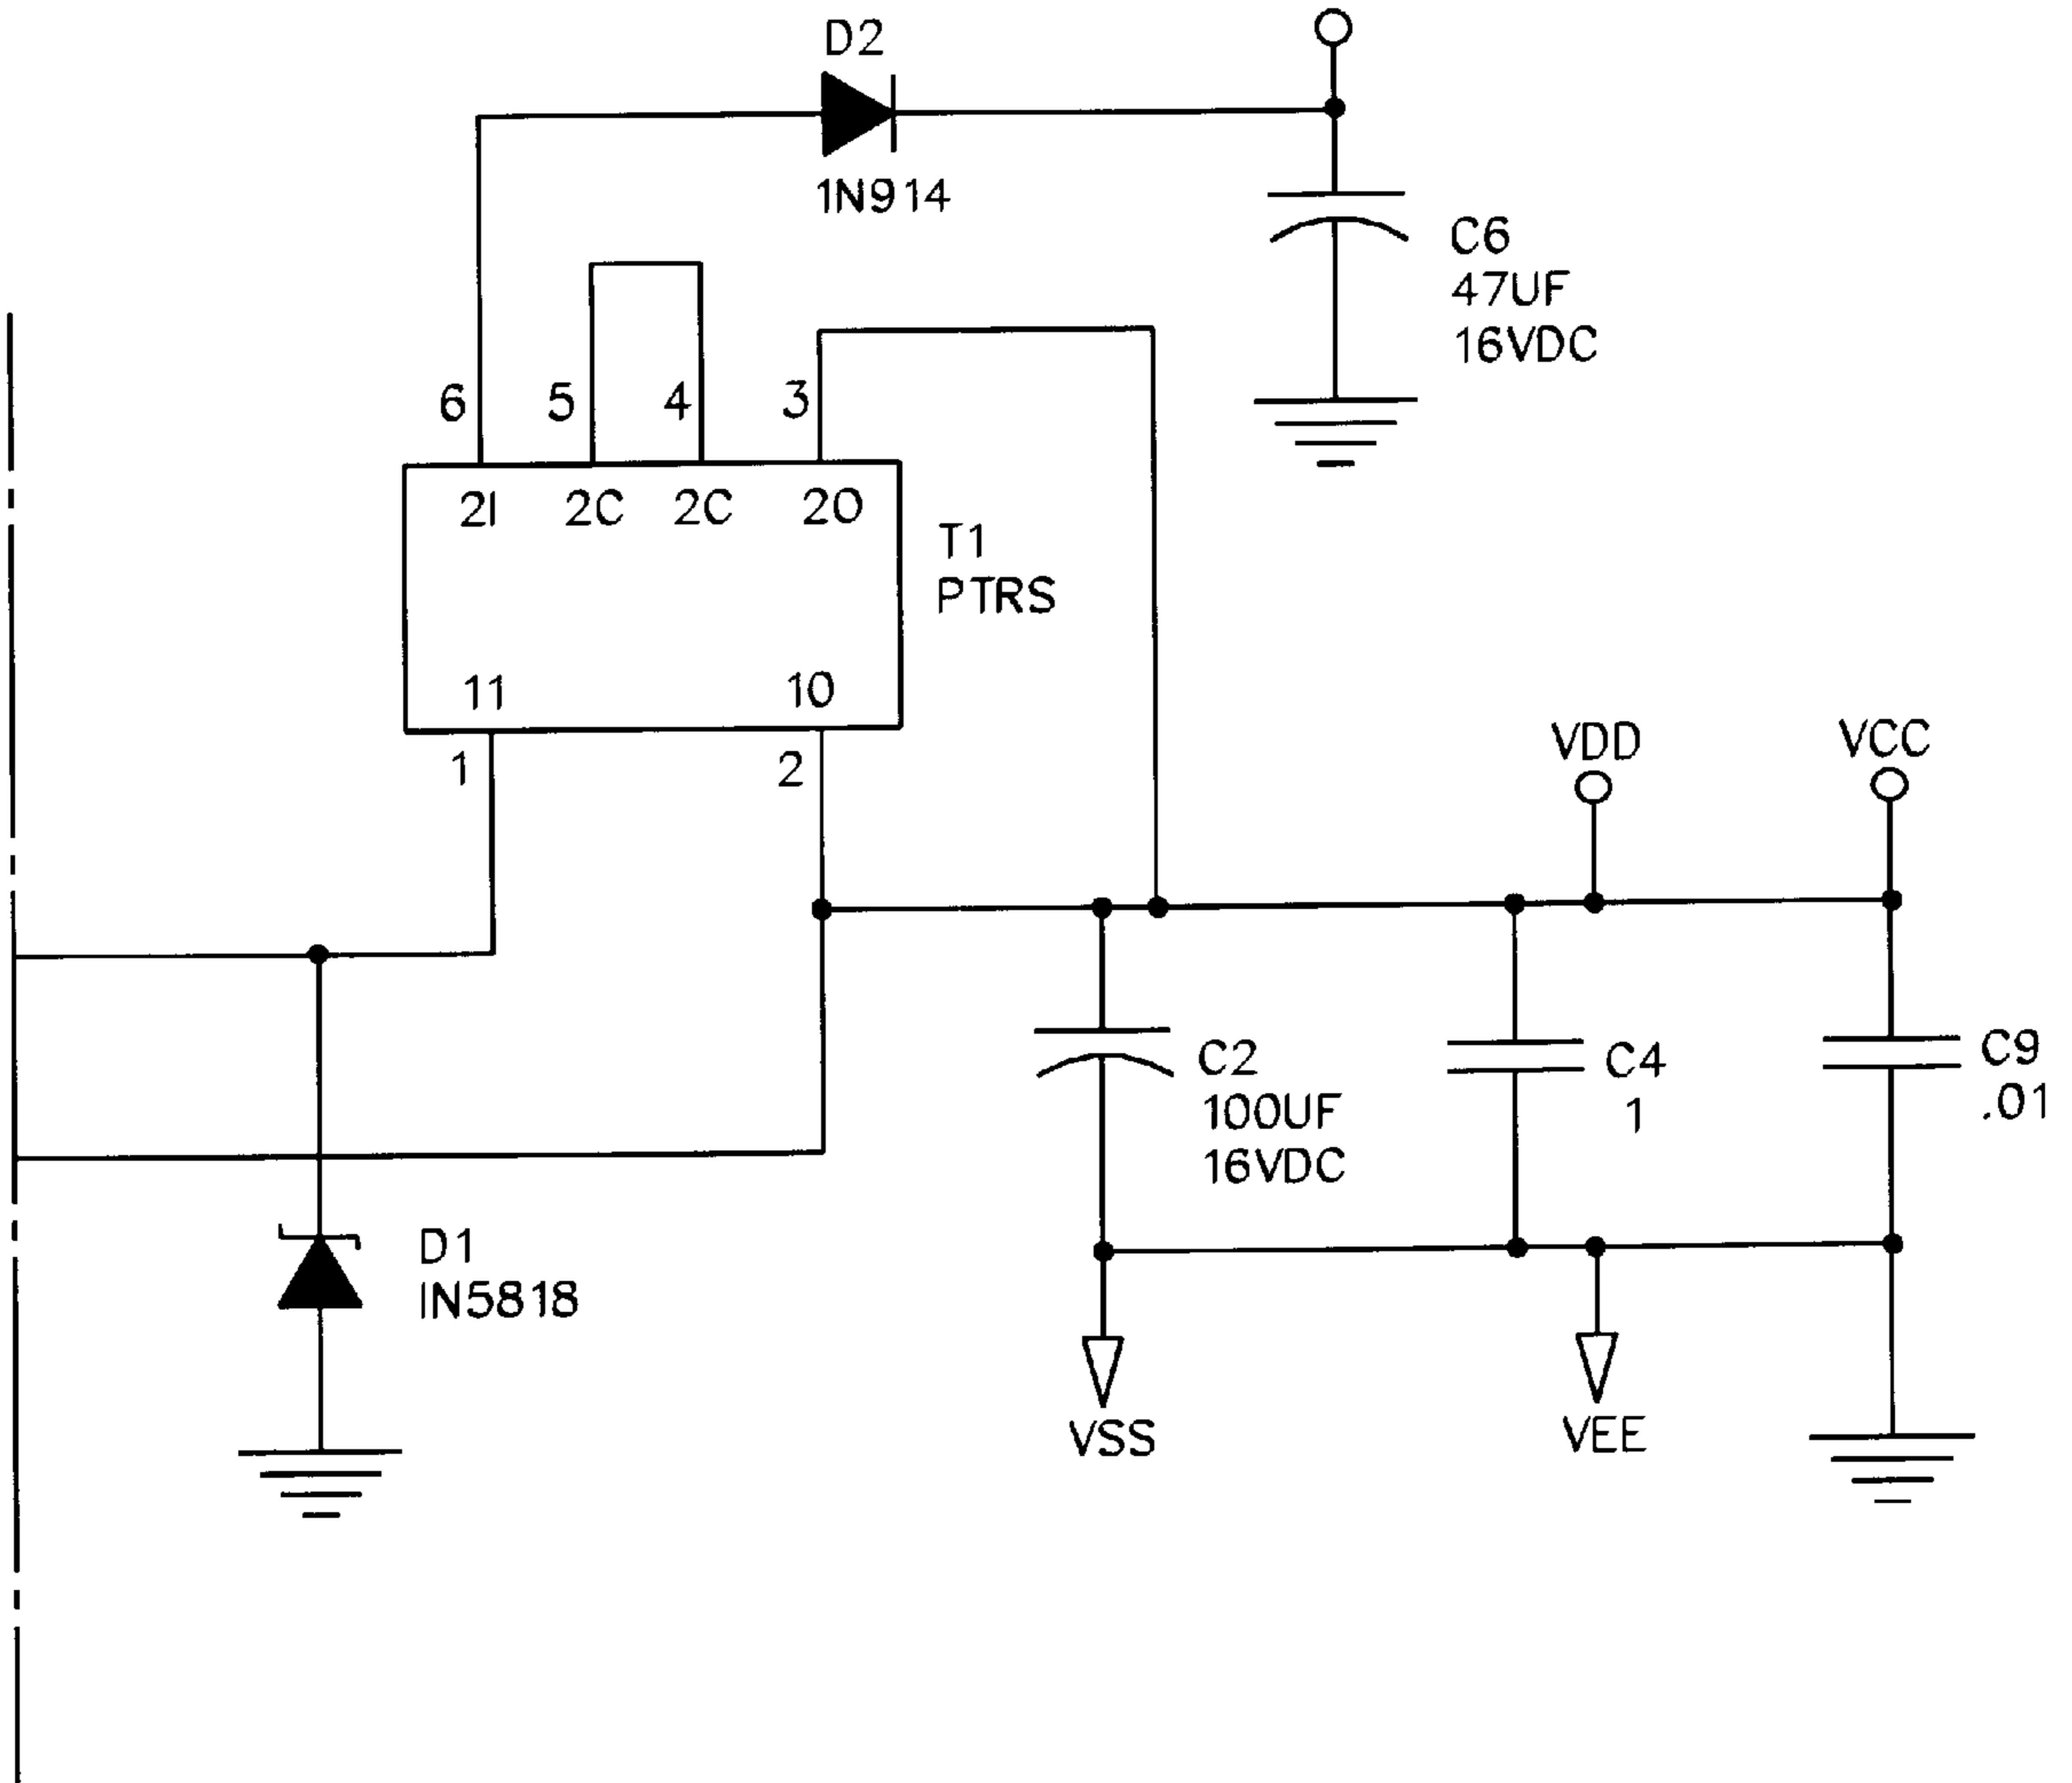 D2
1N914
C6
47UF
16VDC
6 5 4 3
2I 2C 2C 2O
T1
PTRS
11 10
1 2
VDD VCC
C2
100UF
16VDC
C4
1
C9
.01
D1
IN5818
VSS VEE